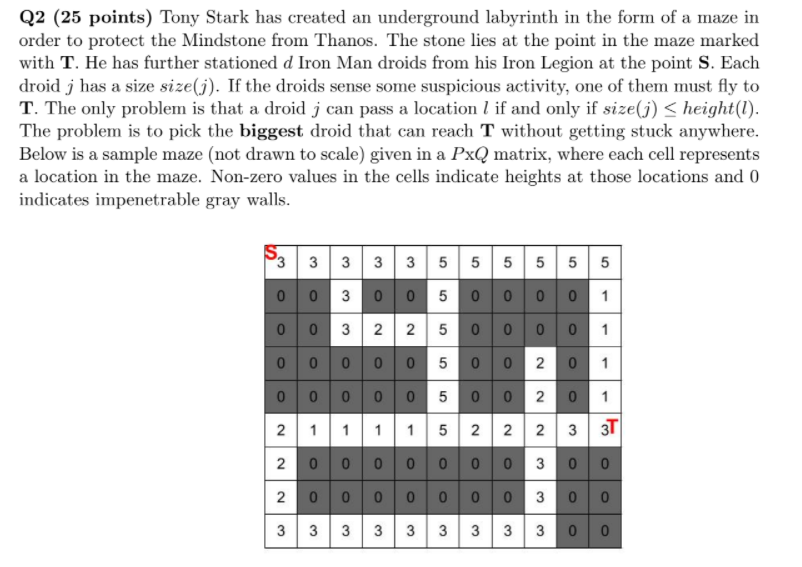 Q2 (25 points) Tony Stark has created an underground labyrinth in the form of a maze in
order to protect the Mindstone from Thanos. The stone lies at the point in the maze marked
with T. He has further stationed d Iron Man droids from his Iron Legion at the point S. Each
droid j has a size size(j). If the droids sense some suspicious activity, one of them must fly to
T. The only problem is that a droid j can pass a location l if and only if size(j) ≤ height(l).
The problem is to pick the biggest droid that can reach T without getting stuck anywhere.
Below is a sample maze (not drawn to scale) given in a PxQ matrix, where each cell represents
a location in the maze. Non-zero values in the cells indicate heights at those locations and 0
indicates impenetrable gray walls.
S3 3 3 3 3 5 5 5 5 5 5
0 0 3 0 0 5 0 0 0 0 1
0 0 3 2 2 5 0 0 0 0 1
0 0 0 0 0 5 0 0 2 0 1
0 0 0 0 0 5 0 0 2 0 1
2 1 1 1 1 5 2 2 2 3 3T
2 0 0 0 0 0 0 0 3 0 0
2 0 0 0 0 0 0 0 3 0 0
3 3 3 3 3 3 3 3 3 0 0